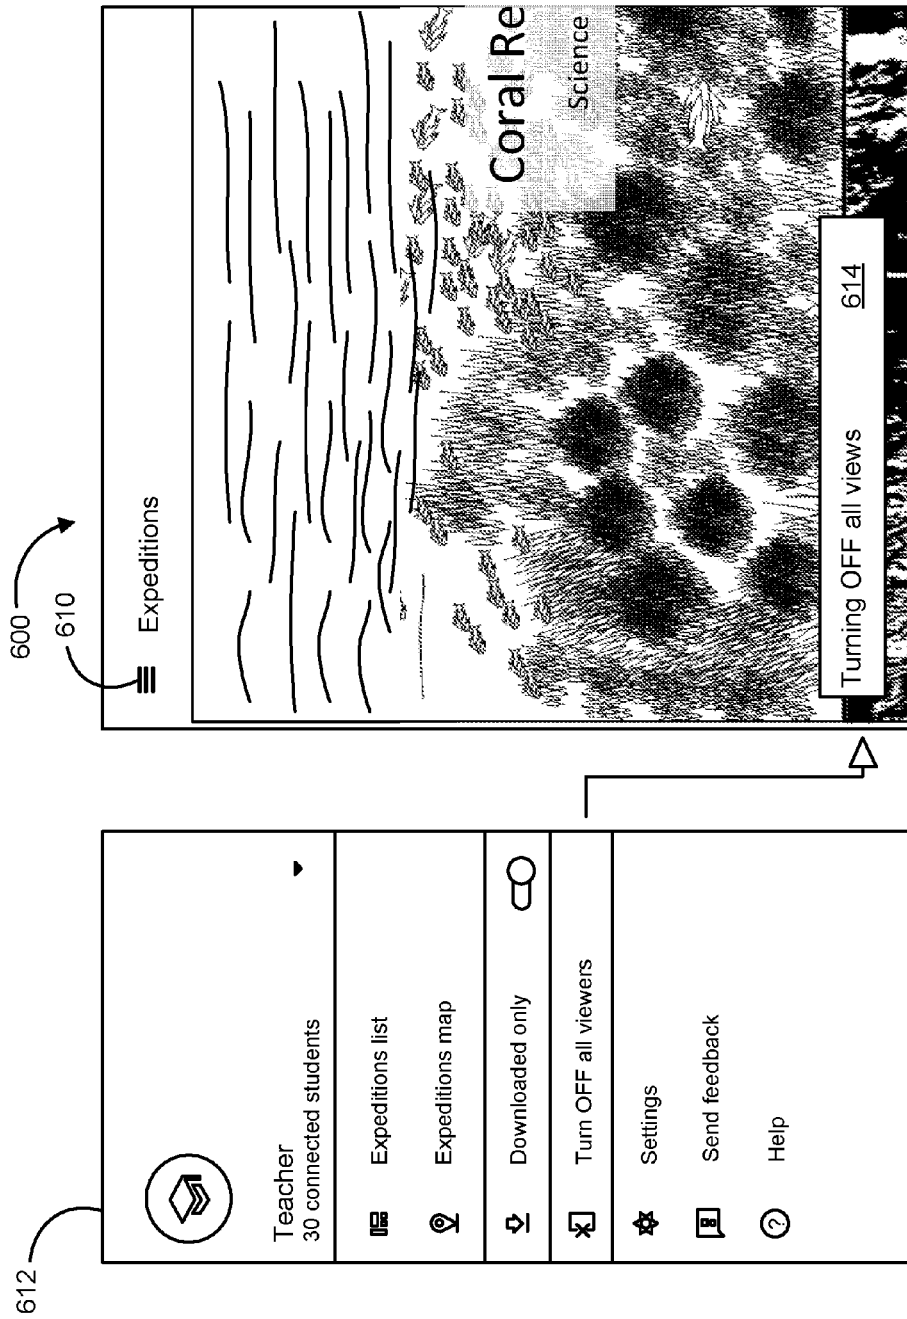 612
Teacher
30 connected students
Expeditions list
Expeditions map
Downloaded only
Turn OFF all viewers
Settings
Send feedback
? Help
600
610
Expeditions
Coral Re
Science
Turning OFF all views 614